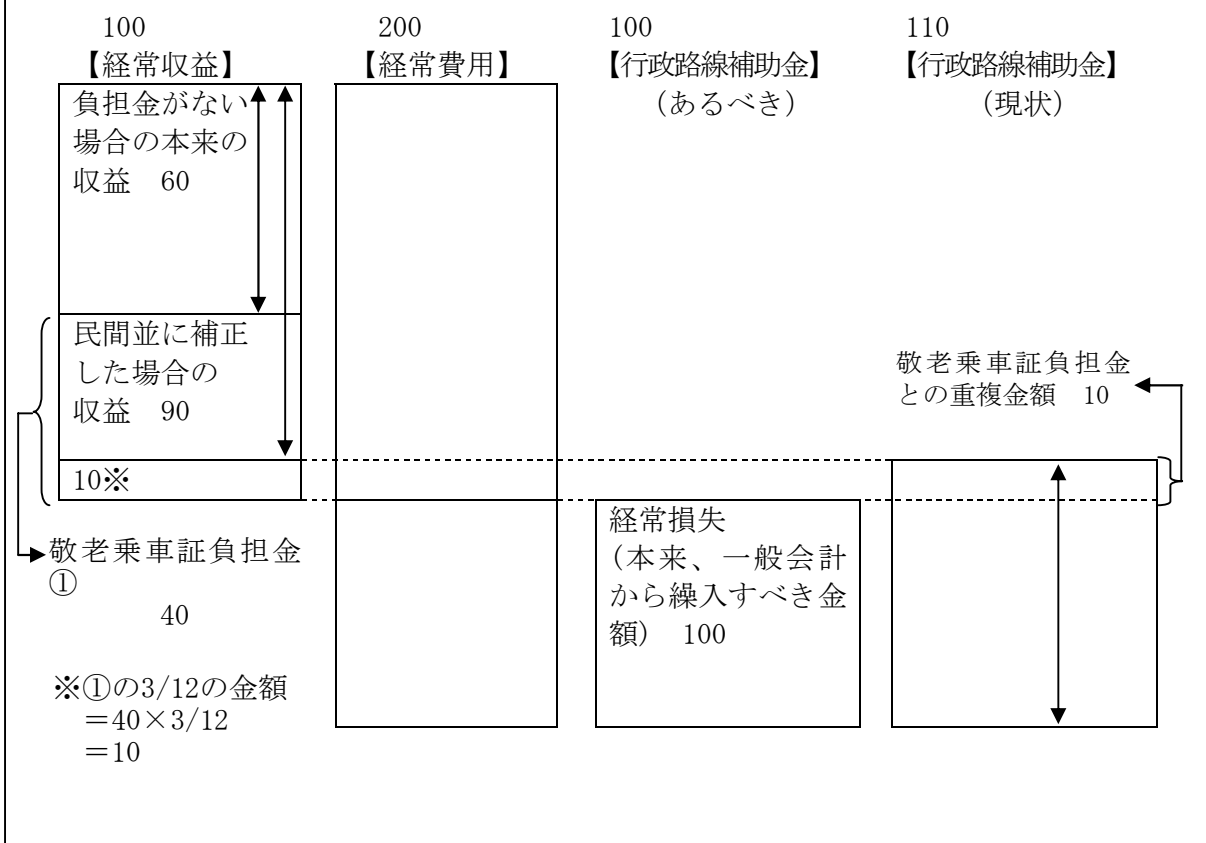 100
【経常収益】
200
【経常費用】
100
【行政路線補助金】
（あるべき）
110
【行政路線補助金】
（現状）
負担金がない
場合の本来の
収益　60
民間並に補正
した場合の
収益　90
10※
敬老乗車証負担金
①
40
※①の3/12の金額
＝40×3/12
＝10
経常損失
(本来、一般会計
から繰入すべき金
額)　100
敬老乗車証負担金
との重複金額　10